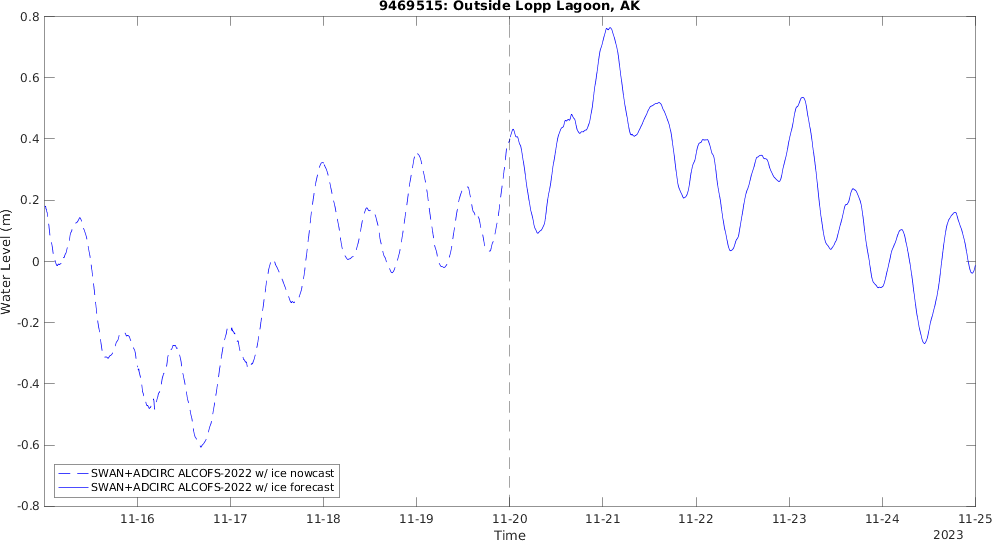 9469515: Outside Lopp Lagoon, AK
0.8
0.6
0.4
0.2
0
-0.2
-0.4
-0.6
-0.8
Water Level (m)
SWAN+ADCIRC ALCOFS-2022 w/ ice nowcast
SWAN+ADCIRC ALCOFS-2022 w/ ice forecast
11-16 11-17 11-18 11-19 11-20 11-21 11-22 11-23 11-24 11-25
Time
2023